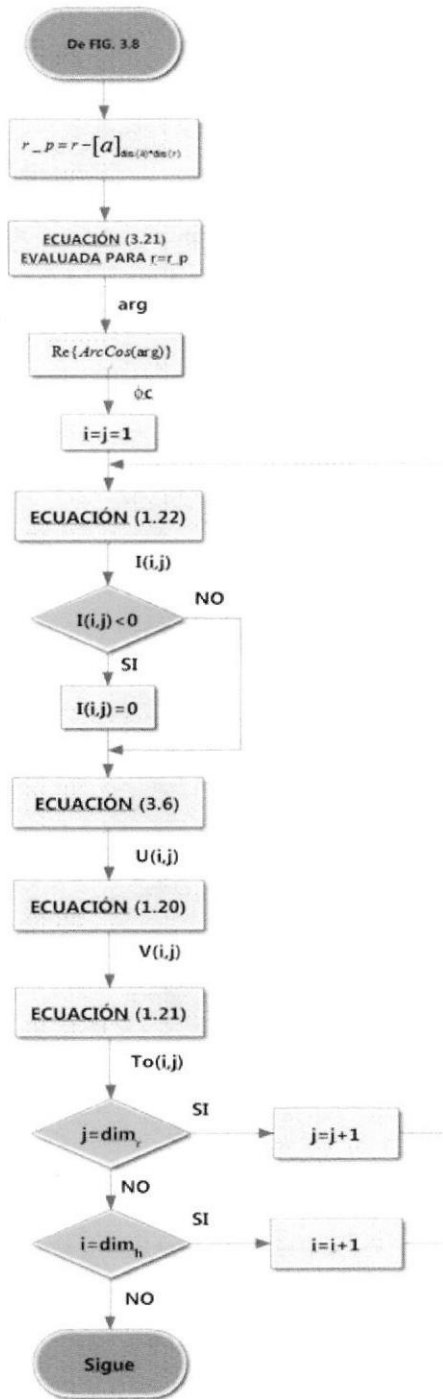 De FIG. 3.8
r _ p = r - [a]dim(h)*dim(r)
ECUACIÓN (3.21)
EVALUADA PARA r=r_p
arg
Re{ArcCos(arg)}
ϕc
i=j=1
ECUACIÓN (1.22)
I(i,j)
I(i,j)<0
NO
SI
I(i,j)=0
ECUACIÓN (3.6)
U(i,j)
ECUACIÓN (1.20)
V(i,j)
ECUACIÓN (1.21)
To(i,j)
j=dimr
SI
j=j+1
NO
i=dimh
SI
i=i+1
NO
Sigue